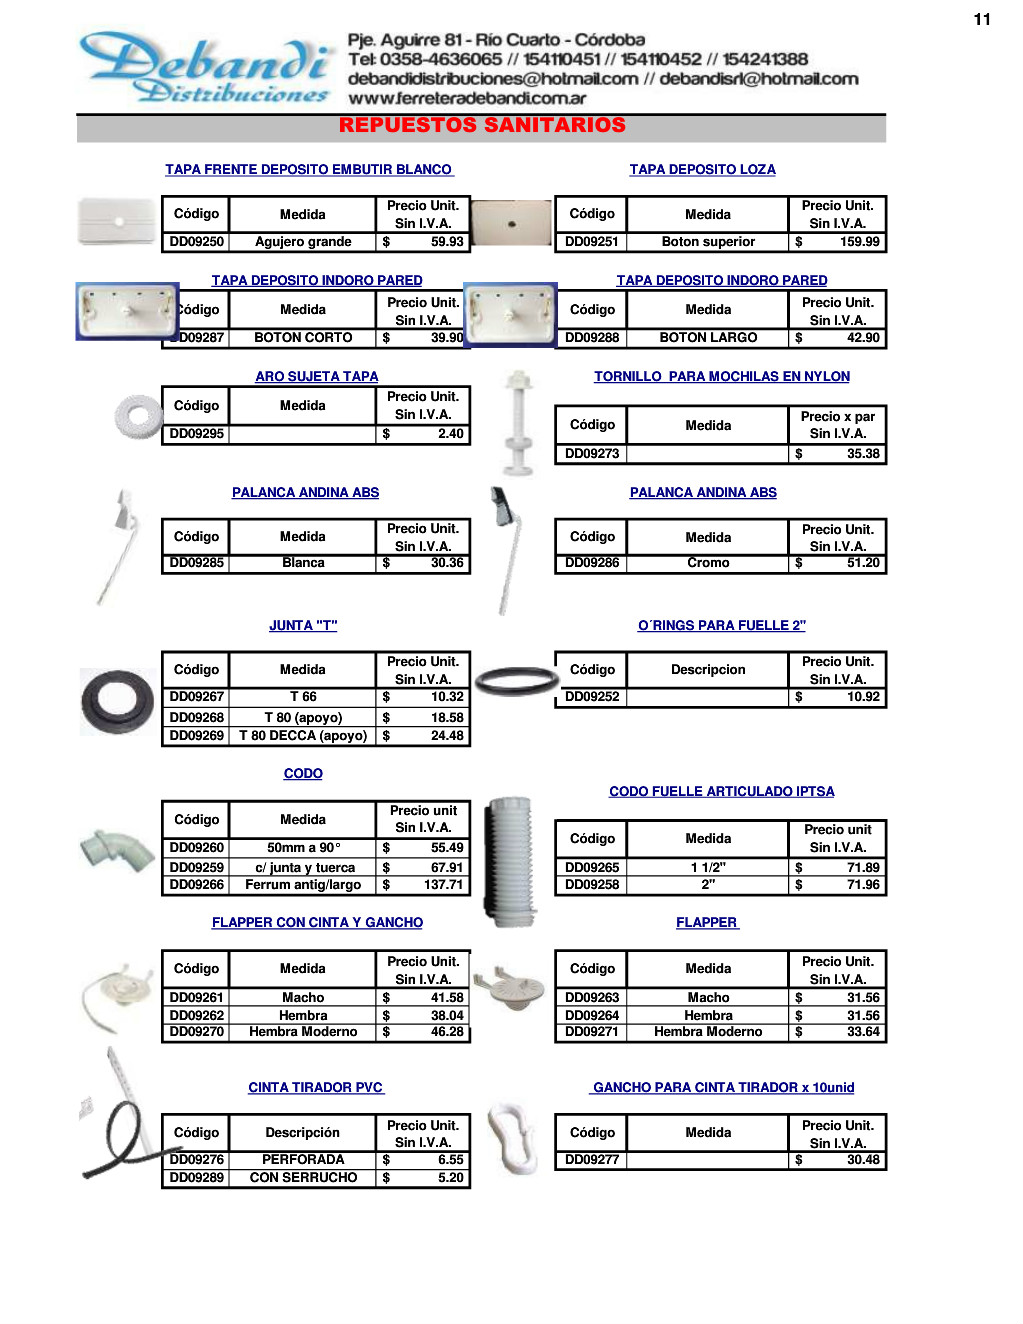 11
Debandi
Distribuciones
Pje. Aguirre 81 - Río Cuarto - Córdoba
Tel: 0358-4636065 // 154110451 // 154110452 // 154241388
debandidistribuciones@hotmail.com // debandisrl@hotmail.com
www.ferreteradebandi.com.ar
REPUESTOS SANITARIOS
TAPA FRENTE DEPOSITO EMBUTIR BLANCO
Código Medida Precio Unit. Sin I.V.A.
DD09250 Agujero grande $ 59.93
TAPA DEPOSITO LOZA
Código Medida Precio Unit. Sin I.V.A.
DD09251 Boton superior $ 159.99
TAPA DEPOSITO INDORO PARED
Código Medida Precio Unit. Sin I.V.A.
DD09287 BOTON CORTO $ 39.90
TAPA DEPOSITO INDORO PARED
Código Medida Precio Unit. Sin I.V.A.
DD09288 BOTON LARGO $ 42.90
ARO SUJETA TAPA
Código Medida Precio Unit. Sin I.V.A.
DD09295 $ 2.40
TORNILLO PARA MOCHILAS EN NYLON
Código Medida Precio x par Sin I.V.A.
DD09273 $ 35.38
PALANCA ANDINA ABS
Código Medida Precio Unit. Sin I.V.A.
DD09285 Blanca $ 30.36
PALANCA ANDINA ABS
Código Medida Precio Unit. Sin I.V.A.
DD09286 Cromo $ 51.20
JUNTA "T"
Código Medida Precio Unit. Sin I.V.A.
DD09267 T 66 $ 10.32
DD09268 T 80 (apoyo) $ 18.58
DD09269 T 80 DECCA (apoyo) $ 24.48
O´RINGS PARA FUELLE 2"
Código Descripcion Precio Unit. Sin I.V.A.
DD09252 $ 10.92
CODO
Código Medida Precio unit Sin I.V.A.
DD09260 50mm a 90° $ 55.49
DD09259 c/ junta y tuerca $ 67.91
DD09266 Ferrum antig/largo $ 137.71
CODO FUELLE ARTICULADO IPTSA
Código Medida Precio unit Sin I.V.A.
DD09265 1 1/2" $ 71.89
DD09258 2" $ 71.96
FLAPPER CON CINTA Y GANCHO
Código Medida Precio Unit. Sin I.V.A.
DD09261 Macho $ 41.58
DD09262 Hembra $ 38.04
DD09270 Hembra Moderno $ 46.28
FLAPPER
Código Medida Precio Unit. Sin I.V.A.
DD09263 Macho $ 31.56
DD09264 Hembra $ 31.56
DD09271 Hembra Moderno $ 33.64
CINTA TIRADOR PVC
Código Descripción Precio Unit. Sin I.V.A.
DD09276 PERFORADA $ 6.55
DD09289 CON SERRUCHO $ 5.20
GANCHO PARA CINTA TIRADOR x 10unid
Código Medida Precio Unit. Sin I.V.A.
DD09277 $ 30.48